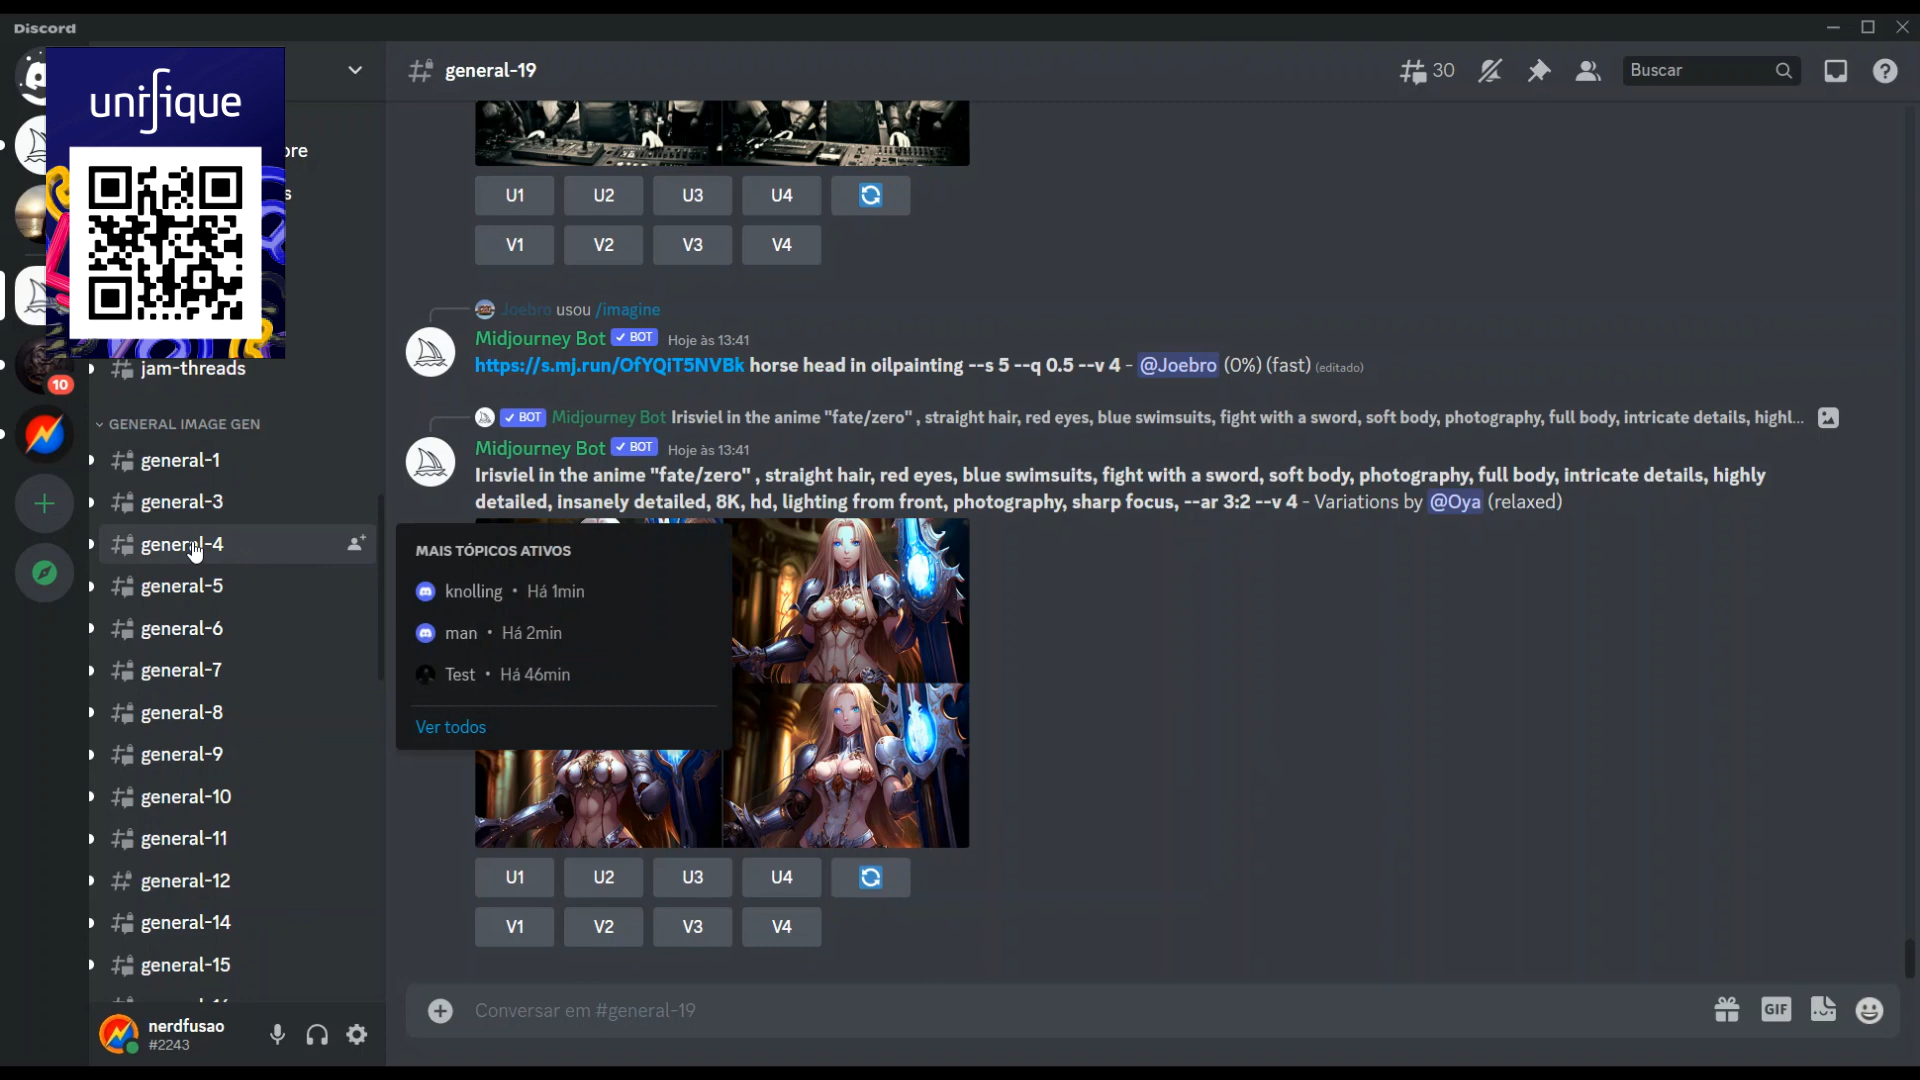 Discord
unifique
ore
s
jam-threads
10
GENERAL IMAGE GEN
general-1
general-3
general-4
general-5
general-6
general-7
general-8
general-9
general-10
general-11
general-12
general-14
general-15
nerdfusao
#2243
general-19
30
Buscar
U1 U2 U3 U4
V1 V2 V3 V4
Joebro usou /imagine
Midjourney Bot ✓ BOT Hoje às 13:41
https://s.mj.run/OfYQiT5NVBk horse head in oilpainting --s 5 --q 0.5 --v 4 - @Joebro (0%) (fast) (editado)
✓ BOT Midjourney Bot Irisviel in the anime "fate/zero" , straight hair, red eyes, blue swimsuits, fight with a sword, soft body, photography, full body, intricate details, highl...
Midjourney Bot ✓ BOT Hoje às 13:41
Irisviel in the anime "fate/zero" , straight hair, red eyes, blue swimsuits, fight with a sword, soft body, photography, full body, intricate details, highly
detailed, insanely detailed, 8K, hd, lighting from front, photography, sharp focus, --ar 3:2 --v 4 - Variations by @Oya (relaxed)
MAIS TÓPICOS ATIVOS
knolling • Há 1min
man • Há 2min
Test • Há 46min
Ver todos
U1 U2 U3 U4
V1 V2 V3 V4
Conversar em #general-19
GIF